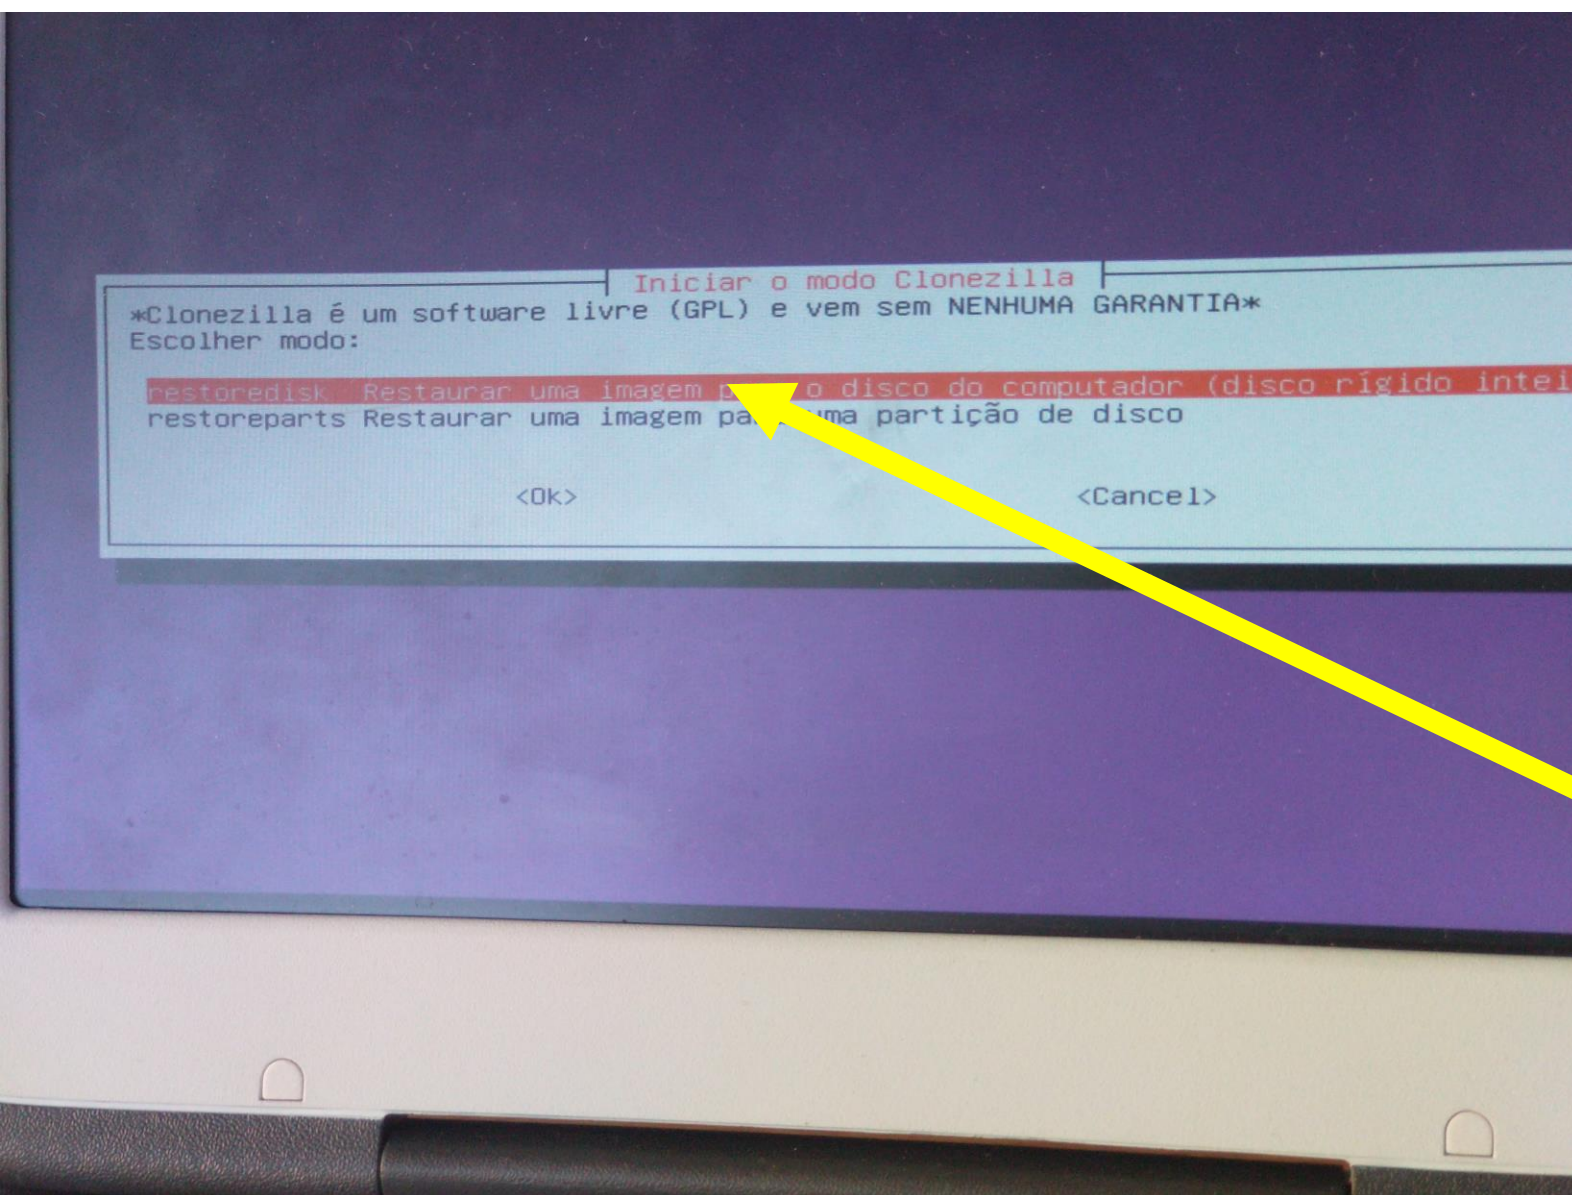 Iniciar o modo Clonezilla
*Clonezilla é um software livre (GPL) e vem sem NENHUMA GARANTIA*
Escolher modo:
restoredisk Restaurar uma imagem o disco do computador (disco rígido intei
restoreparts Restaurar uma imagem uma partição de disco
<Ok> <Cancel>